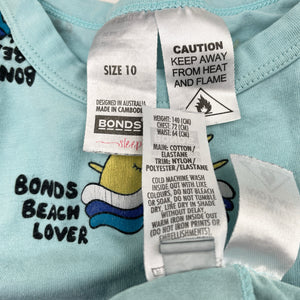 BONDS
BE
SIZE 10
DESIGNED IN AUSTRALIA
MADE IN CAMBODIA
BONDS
sleep
CAUTION
KEEP AWAY
FROM HEAT
AND FLAME
HEIGHT: 140 (CM)
CHEST: 72 (CM)
WAIST: 64 (CM)
MAIN: COTTON/
ELASTANE
TRIM: NYLON/
POLYESTER/ELASTANE
COLD MACHINE WASH
INSIDE OUT WITH LIKE
COLOURS. DO NOT BLEACH
OR SOAK. DO NOT TUMBLE
DRY. LINE DRY IN SHADE
WITHOUT DELAY.
WARM IRON INSIDE OUT
(DO NOT IRON PRINTS OR
EMBELLISHMENTS)
BONDS
BEACH
LOVER